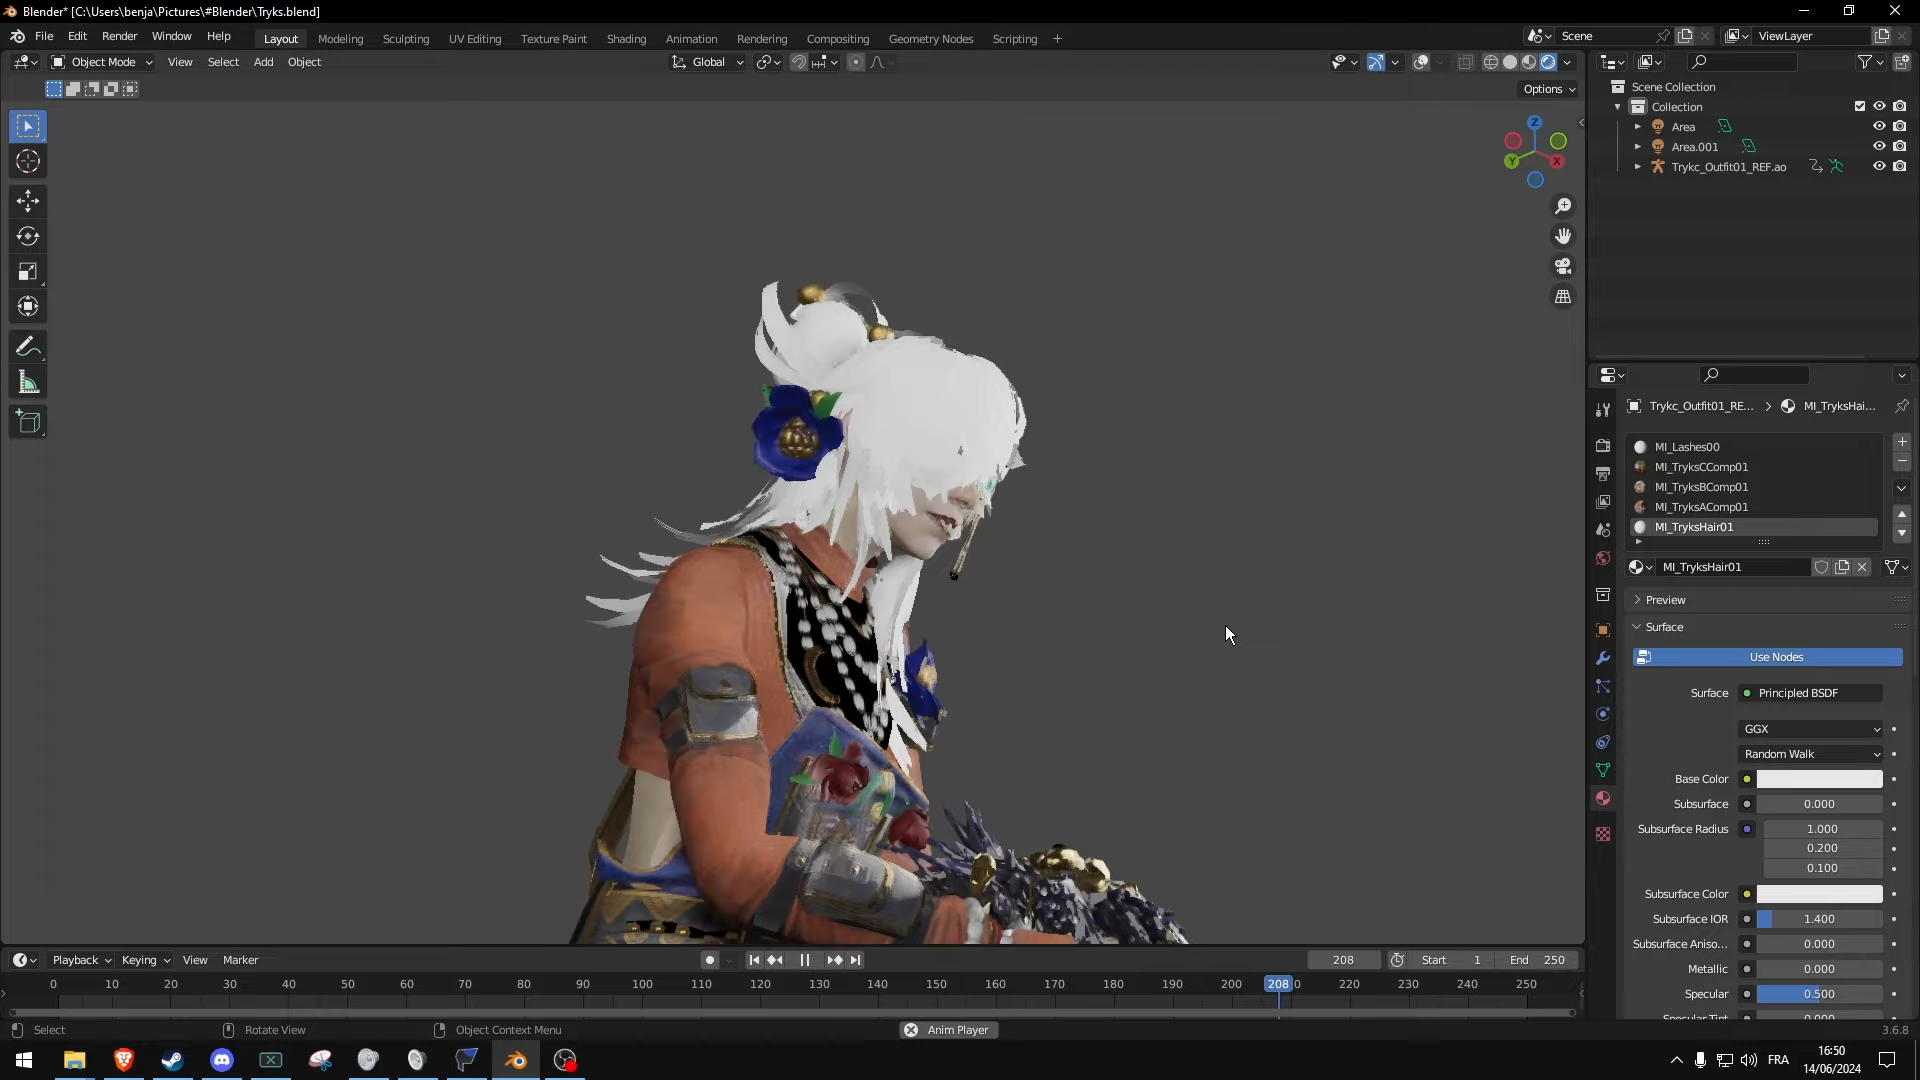 Blender* [C:\Users\benja\Pictures\#Blender\Tryks.blend]
File Edit Render Window Help Layout Modeling Sculpting UV Editing Texture Paint Shading Animation Rendering Compositing Geometry Nodes Scripting + Scene ViewLayer
Object Mode View Select Add Object Global
Options
Scene Collection
Collection
Area
Area.001
Trykc_Outfit01_REF.ao
Z
Y X
Trykc_Outfit01_RE... > MI_TryksHai...
MI_Lashes00
MI_TryksCComp01
MI_TryksBComp01
MI_TryksAComp01
MI_TryksHair01
MI_TryksHair01
Preview
Surface
Use Nodes
Surface Principled BSDF
GGX
Random Walk
Base Color
Subsurface 0.000
Subsurface Radius 1.000
0.200
0.100
Subsurface Color
Subsurface IOR 1.400
Subsurface Aniso... 0.000
Metallic 0.000
Specular 0.500
Specular Tint 0.000
Playback Keying View Marker 208 Start 1 End 250
0 10 20 30 40 50 60 70 80 90 100 110 120 130 140 150 160 170 180 190 200 208 0 220 230 240 250
Select Rotate View Object Context Menu Anim Player 3.6.8
FRA
16:50
14/06/2024